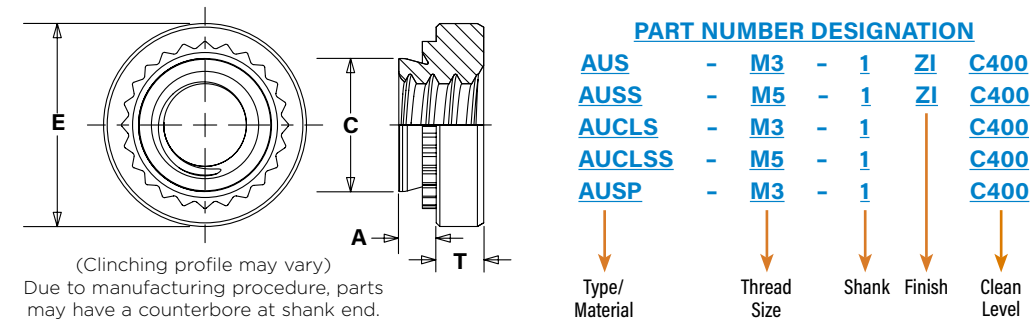 E
C
A
T
(Clinching profile may vary)
Due to manufacturing procedure, parts
may have a counterbore at shank end.
PART NUMBER DESIGNATION
AUS - M3 - 1 ZI C400
AUSS - M5 - 1 ZI C400
AUCLS - M3 - 1 C400
AUCLSS - M5 - 1 C400
AUSP - M3 - 1 C400
Type/
Material
Thread
Size
Shank
Finish
Clean
Level